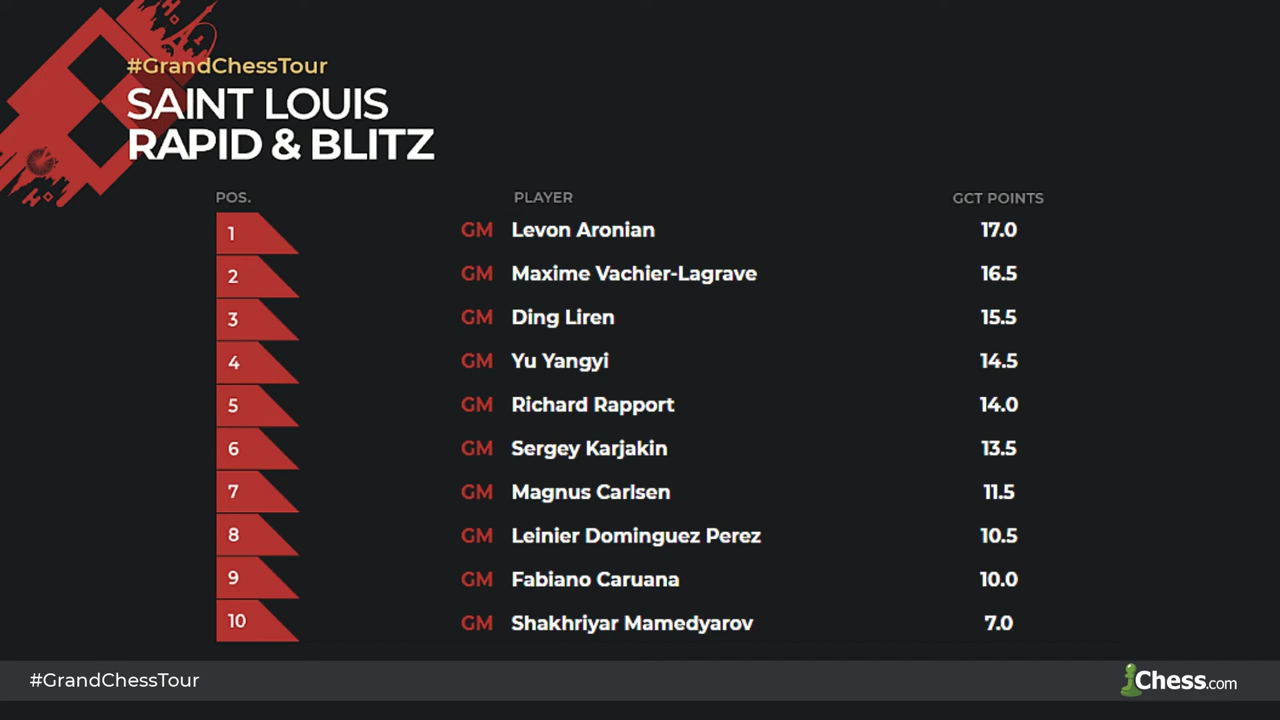 #GrandChessTour
SAINT LOUIS
RAPID & BLITZ
POS. PLAYER GCT POINTS
1 GM Levon Aronian 17.0
2 GM Maxime Vachier-Lagrave 16.5
3 GM Ding Liren 15.5
4 GM Yu Yangyi 14.5
5 GM Richard Rapport 14.0
6 GM Sergey Karjakin 13.5
7 GM Magnus Carlsen 11.5
8 GM Leinier Dominguez Perez 10.5
9 GM Fabiano Caruana 10.0
10 GM Shakhriyar Mamedyarov 7.0
#GrandChessTour Chess.com